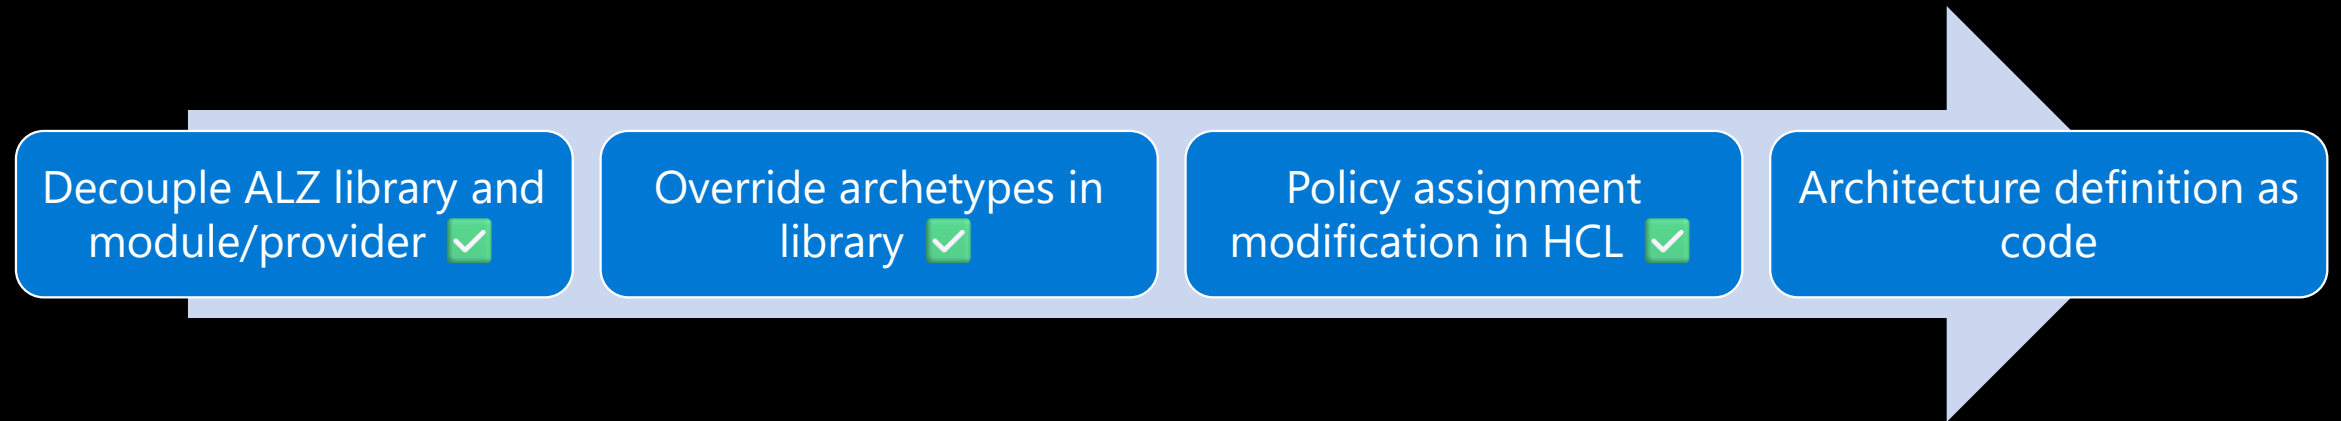 Decouple ALZ library and
module/provider ✅
Override archetypes in
library ✅
Policy assignment
modification in HCL ✅
Architecture definition as
code